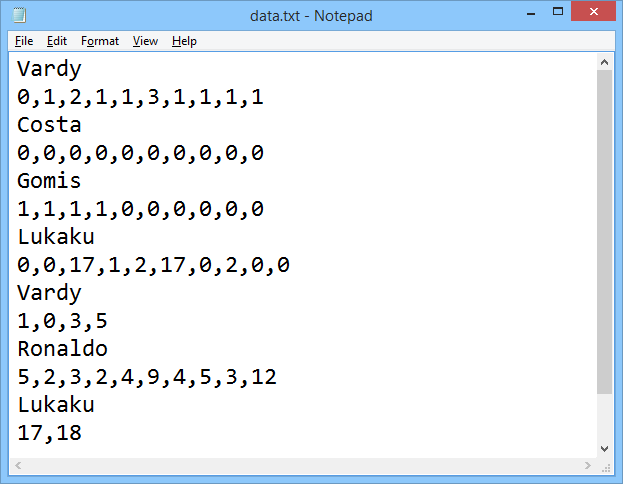 data.txt - Notepad
File Edit Format View Help
Vardy
0,1,2,1,1,3,1,1,1,1
Costa
0,0,0,0,0,0,0,0,0,0
Gomis
1,1,1,1,0,0,0,0,0,0
Lukaku
0,0,17,1,2,17,0,2,0,0
Vardy
1,0,3,5
Ronaldo
5,2,3,2,4,9,4,5,3,12
Lukaku
17,18